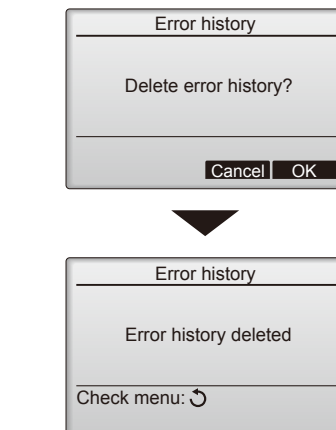 Error history
Delete error history?
Cancel OK
Error history
Error history deleted
Check menu: